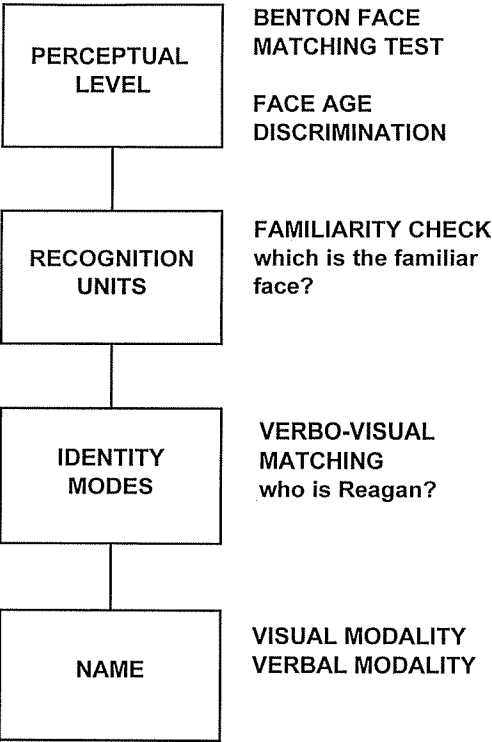 PERCEPTUAL
LEVEL
BENTON FACE
MATCHING TEST
FACE AGE
DISCRIMINATION
RECOGNITION
UNITS
FAMILIARITY CHECK
which is the familiar
face?
IDENTITY
MODES
VERBO-VISUAL
MATCHING
who is Reagan?
NAME
VISUAL MODALITY
VERBAL MODALITY